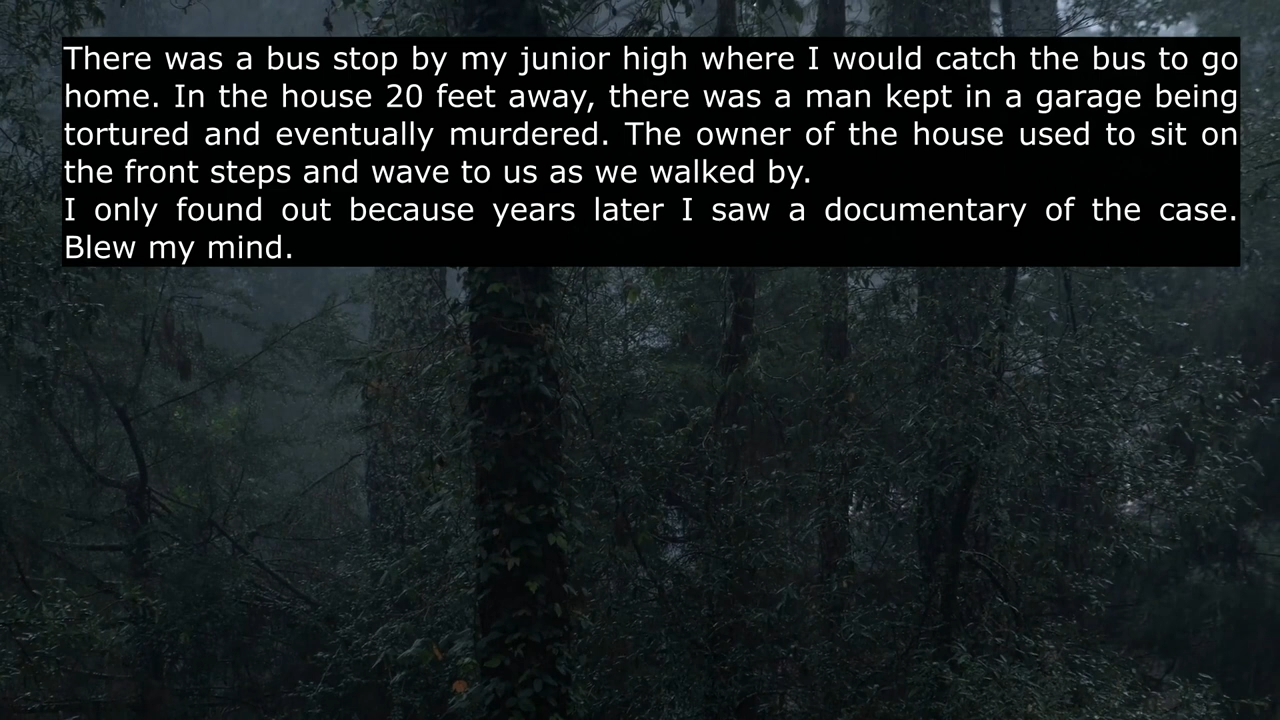 There was a bus stop by my junior high where I would catch the bus to go
home. In the house 20 feet away, there was a man kept in a garage being
tortured and eventually murdered. The owner of the house used to sit on
the front steps and wave to us as we walked by.
I only found out because years later I saw a documentary of the case.
Blew my mind.